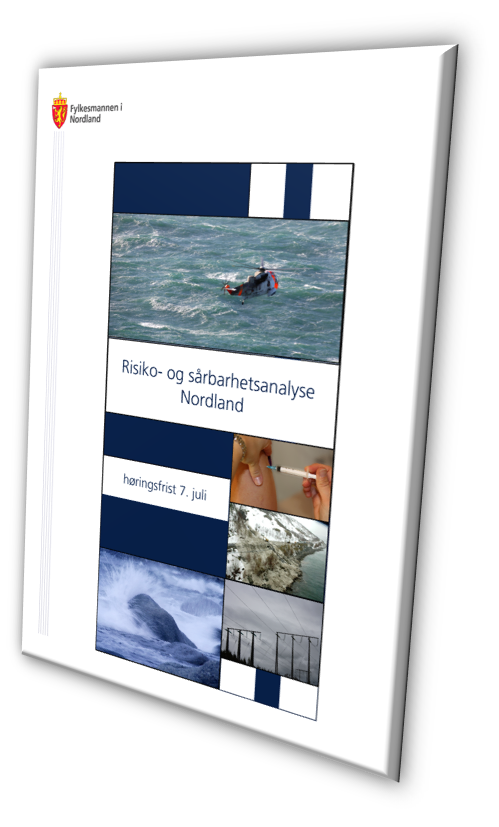 Fylkesmannen i
Nordland
Risiko- og sårbarhetsanalyse
Nordland
høringsfrist 7. juli